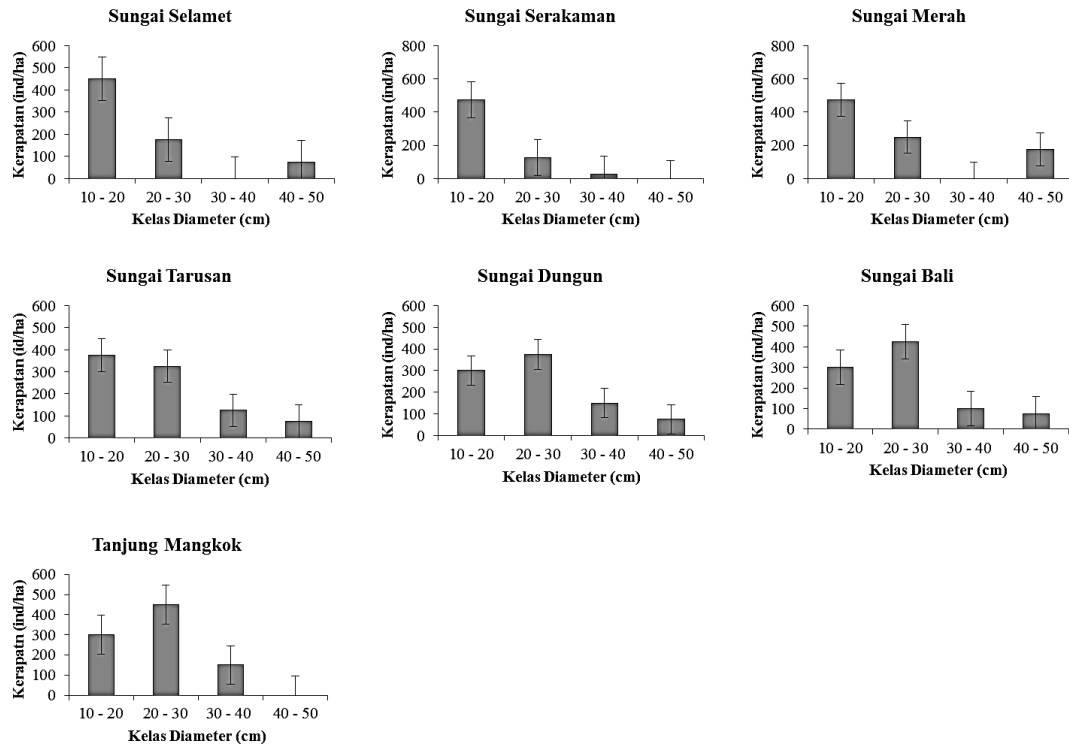 Sungai Selamet
Kerapatan (ind/ha)
600
500
400
300
200
100
0
10 - 20 20 - 30 30 - 40 40 - 50
Kelas Diameter (cm)
Sungai Serakaman
Kerapatan (ind/ha)
800
600
400
200
0
10 - 20 20 - 30 30 - 40 40 - 50
Kelas Diameter (cm)
Sungai Merah
Kerapatan (ind/ha)
800
600
400
200
0
10 - 20 20 - 30 30 - 40 40 - 50
Kelas Diameter (cm)
Sungai Tarusan
Kerapatan (id/ha)
600
500
400
300
200
100
0
10 - 20 20 - 30 30 - 40 40 - 50
Kelas Diameter (cm)
Sungai Dungun
Kerapatan (ind/ha)
600
500
400
300
200
100
0
10 - 20 20 - 30 30 - 40 40 - 50
Kelas Diameter (cm)
Sungai Bali
Kerapatan (ind/ha)
600
500
400
300
200
100
0
10 - 20 20 - 30 30 - 40 40 - 50
Kelas Diameter (cm)
Tanjung Mangkok
Kerapatn (ind/ha)
600
500
400
300
200
100
0
10 - 20 20 - 30 30 - 40 40 - 50
Kelas Diameter (cm)